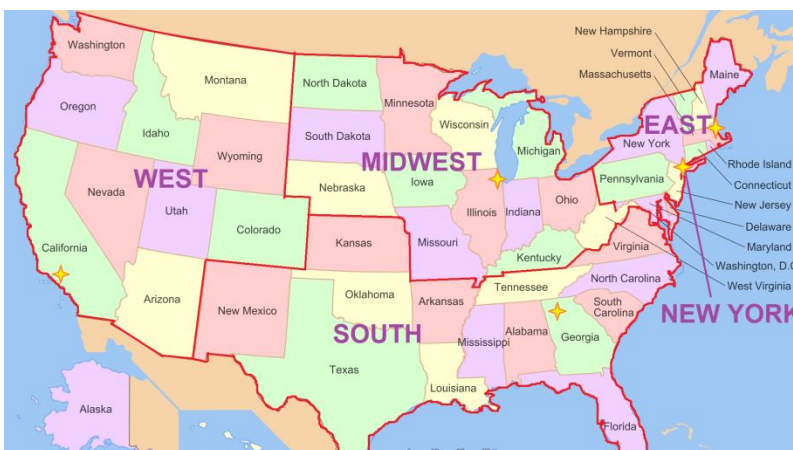 New Hampshire
Vermont
Massachusetts
Washington
Maine
Montana
North Dakota
Minnesota
Oregon
EAST
Idaho
Wisconsin
South Dakota
New York
Michigan
Wyoming
MIDWEST
Rhode Island
WEST
Pennsylvania
Connecticut
Iowa
Nebraska
Nevada
Ohio
New Jersey
Utah
Illinois
Indiana
Delaware
Colorado
California
Kansas
Missouri
Virginia
Maryland
Kentucky
Washington, D.C
North Carolina
West Virginia
Tennessee
Oklahoma
Arizona
Arkansas
New Mexico
South
Carolina
NEW YORK
SOUTH
Alabama
Georgia
Mississippi
Texas
Louisiana
Alaska
Florida